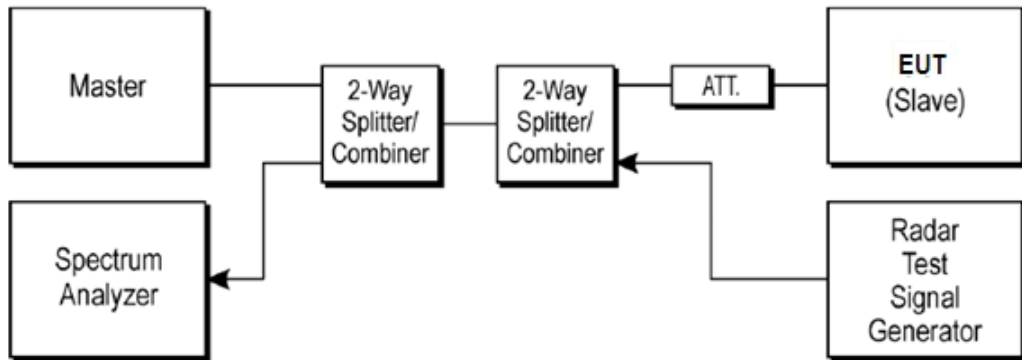 Master
2-Way
Splitter/
Combiner
2-Way
Splitter/
Combiner
ATT.
EUT
(Slave)
Spectrum
Analyzer
Radar
Test
Signal
Generator